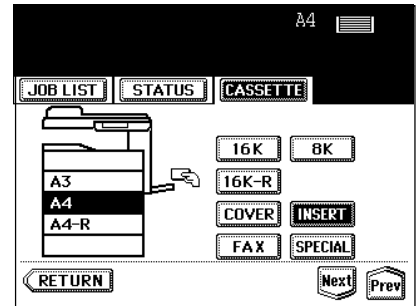 A4
JOB LIST STATUS CASSETTE
16K 8K
A3 16K-R
A4 COVER INSERT
A4-R
FAX SPECIAL
RETURN Next Prev